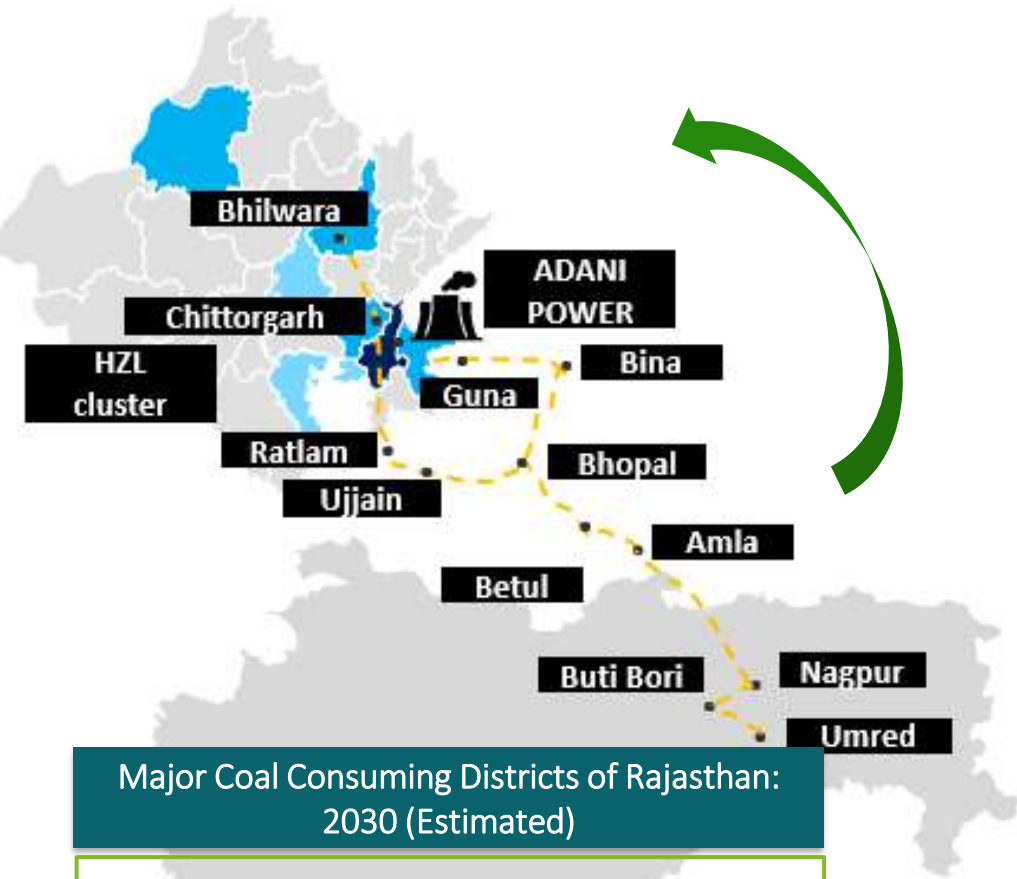 Bhilwara
ADANI
POWER
Chittorgarh
HZL
cluster
Bina
Guna
Ratlam
Bhopal
Ujjain
Amla
Betul
Buti Bori
Nagpur
Umred
Major Coal Consuming Districts of Rajasthan:
2030 (Estimated)